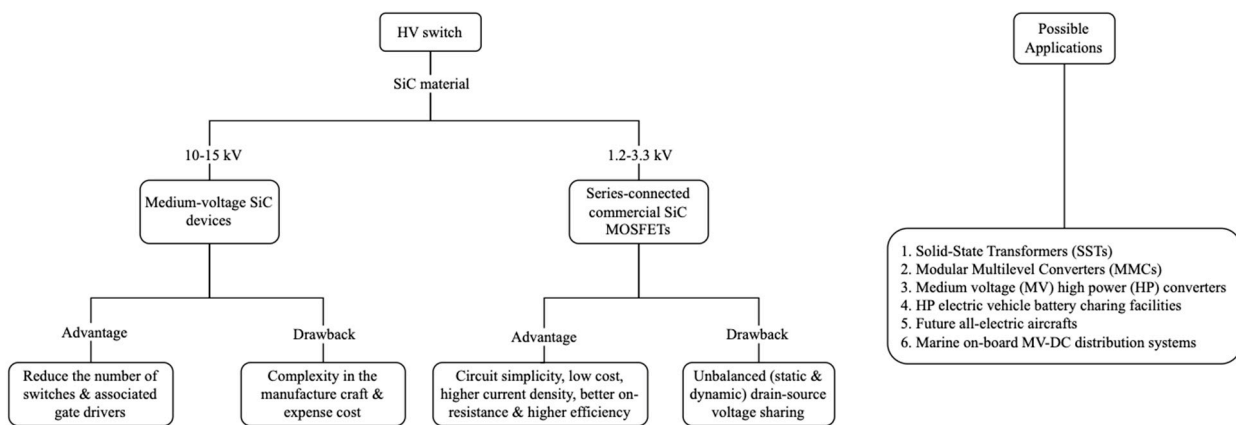 HV switch
SiC material
10-15 kV
1.2-3.3 kV
Medium-voltage SiC
devices
Series-connected
commercial SiC
MOSFETs
Advantage
Drawback
Advantage
Drawback
Reduce the number of
switches & associated
gate drivers
Complexity in the
manufacture craft &
expense cost
Circuit simplicity, low cost,
higher current density, better on-
resistance & higher efficiency
Unbalanced (static &
dynamic) drain-source
voltage sharing
Possible
Applications
1. Solid-State Transformers (SSTs)
2. Modular Multilevel Converters (MMCs)
3. Medium voltage (MV) high power (HP) converters
4. HP electric vehicle battery charing facilities
5. Future all-electric aircrafts
6. Marine on-board MV-DC distribution systems